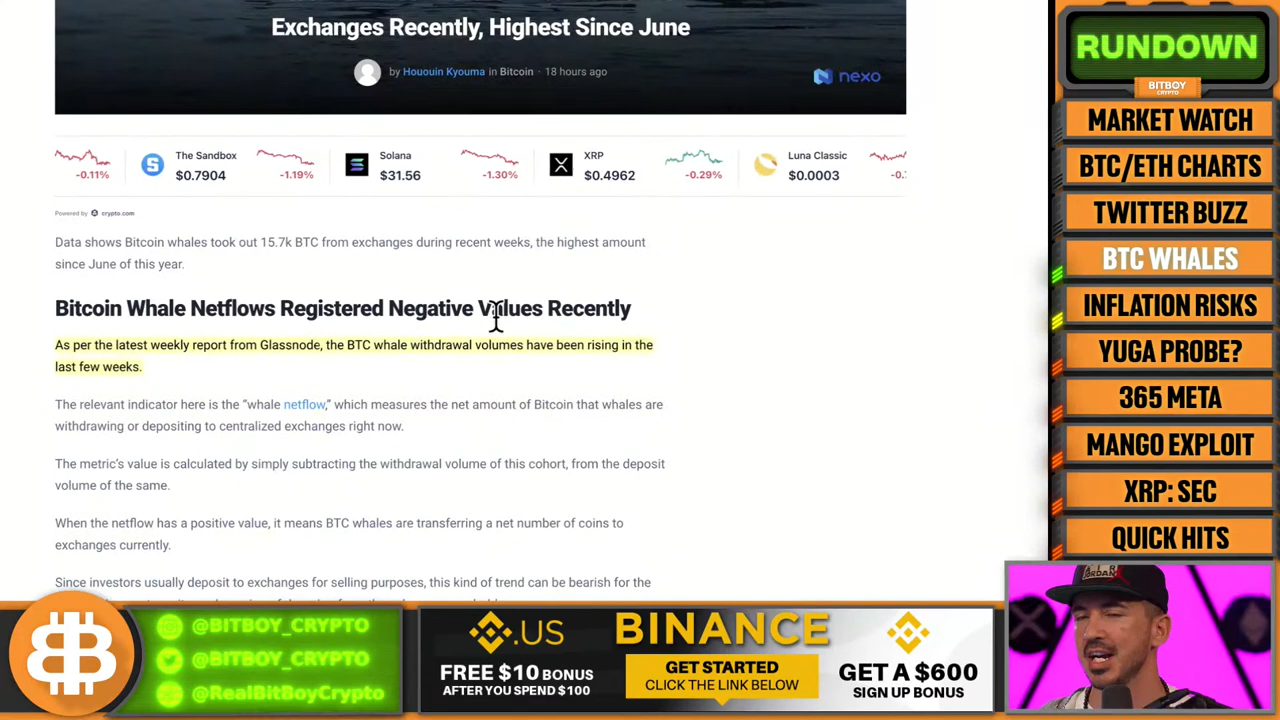 Exchanges Recently, Highest Since June
by Hououin Kyouma in Bitcoin · 18 hours ago
nexo
-0.11%
The Sandbox
$0.7904
-1.19%
Solana
$31.56
-1.30%
XRP
$0.4962
-0.29%
Luna Classic
$0.0003
Powered by crypto.com
Data shows Bitcoin whales took out 15.7k BTC from exchanges during recent weeks, the highest amount
since June of this year.
Bitcoin Whale Netflows Registered Negative Values Recently
As per the latest weekly report from Glassnode, the BTC whale withdrawal volumes have been rising in the
last few weeks.
The relevant indicator here is the “whale netflow,” which measures the net amount of Bitcoin that whales are
withdrawing or depositing to centralized exchanges right now.
The metric’s value is calculated by simply subtracting the withdrawal volume of this cohort, from the deposit
volume of the same.
When the netflow has a positive value, it means BTC whales are transferring a net number of coins to
exchanges currently.
Since investors usually deposit to exchanges for selling purposes, this kind of trend can be bearish for the
RUNDOWN
BITBOY
CRYPTO
MARKET WATCH
BTC/ETH CHARTS
TWITTER BUZZ
BTC WHALES
INFLATION RISKS
YUGA PROBE?
365 META
MANGO EXPLOIT
XRP: SEC
QUICK HITS
@BITBOY_CRYPTO
@BITBOY_CRYPTO
@RealBitBoyCrypto
.US
FREE $10 BONUS
AFTER YOU SPEND $100
BINANCE
GET STARTED
CLICK THE LINK BELOW
GET A $600
SIGN UP BONUS